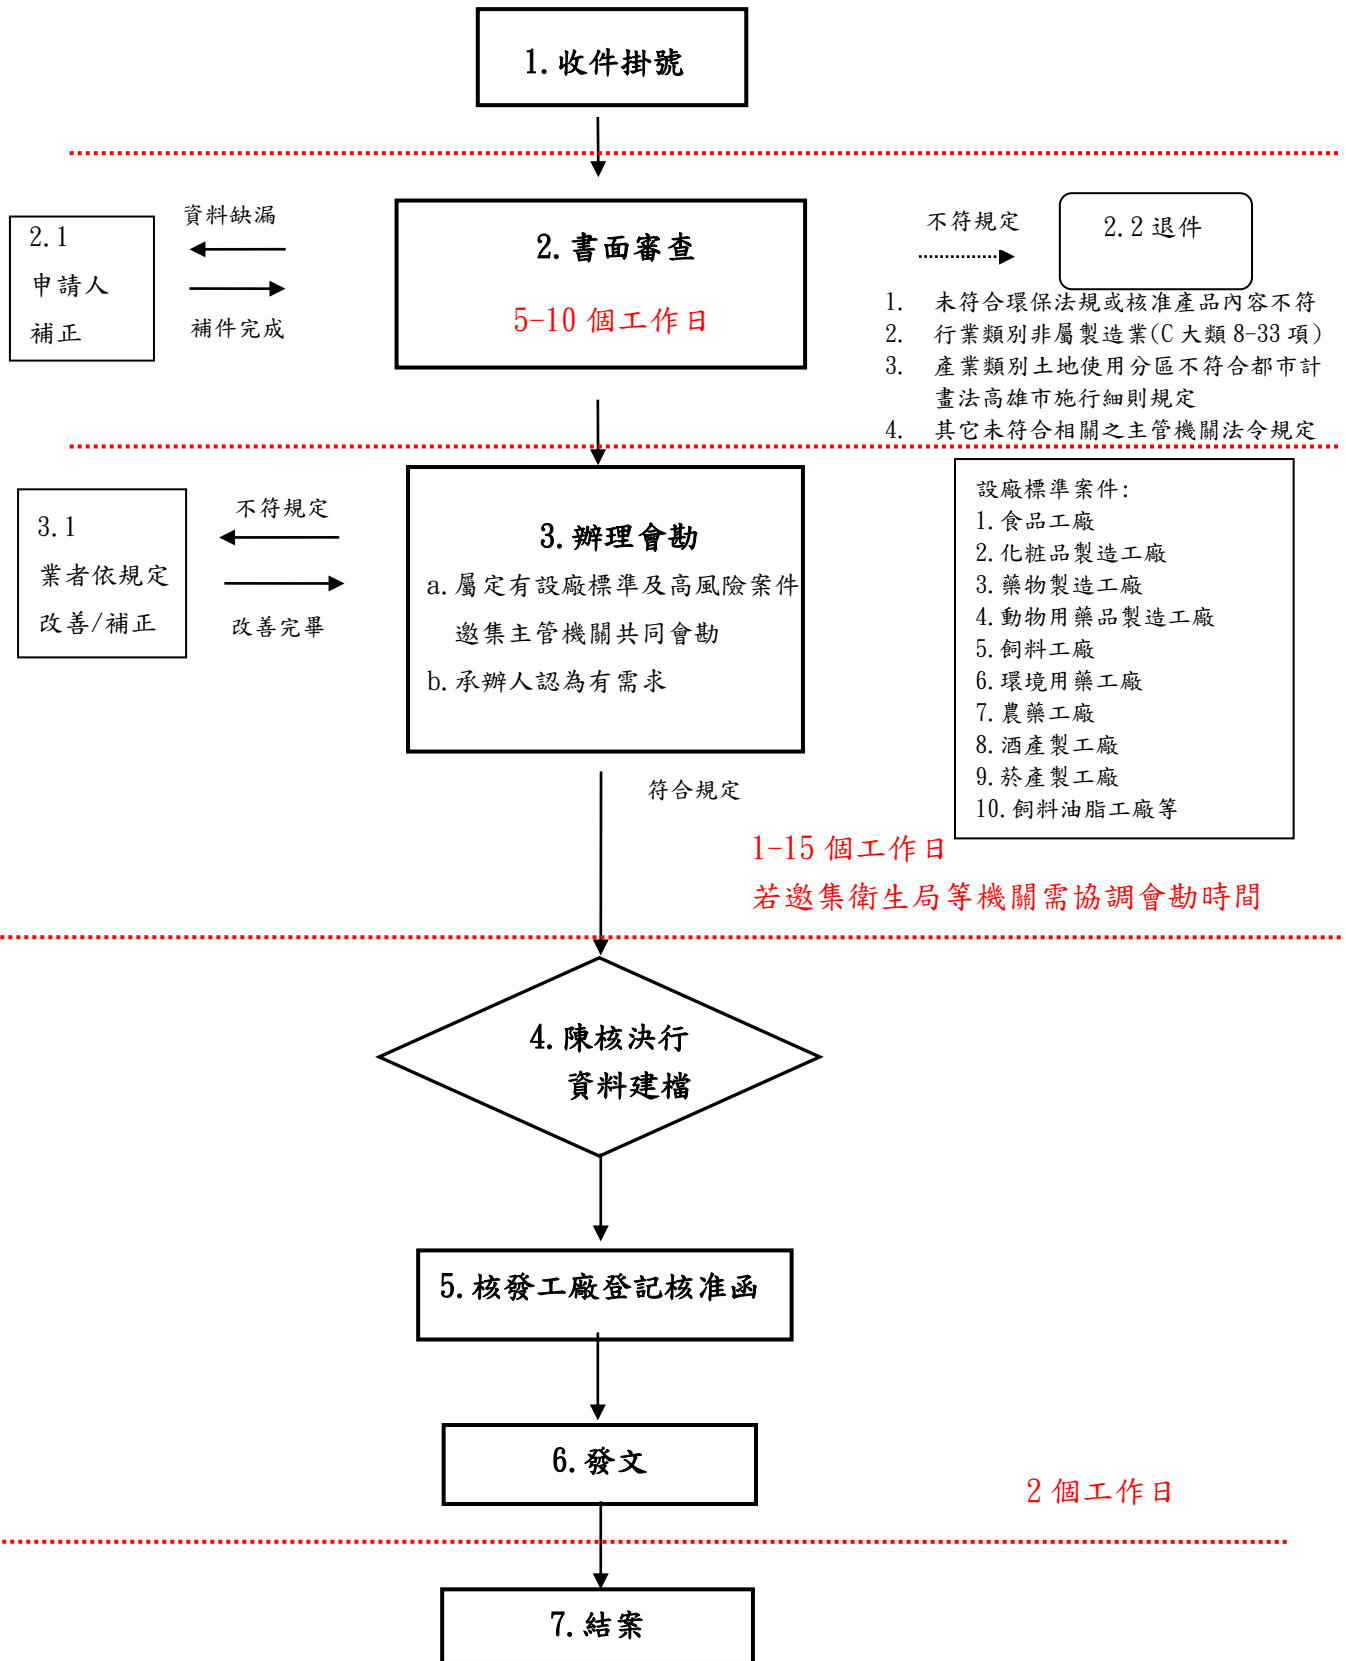 1.收件掛號
資料缺漏
2.1
申請人
補正
補件完成
2.書面審查
5-10 個工作日
不符規定
2.2 退件
1. 未符合環保法規或核准產品內容不符
2. 行業類別非屬製造業(C 大類 8-33 項)
3. 產業類別土地使用分區不符合都市計
畫法高雄市施行細則規定
4. 其它未符合相關之主管機關法令規定
不符規定
3.1
業者依規定
改善/補正
改善完畢
3.辦理會勘
a.屬定有設廠標準及高風險案件
邀集主管機關共同會勘
b.承辦人認為有需求
設廠標準案件:
1.食品工廠
2.化粧品製造工廠
3.藥物製造工廠
4.動物用藥品製造工廠
5.飼料工廠
6.環境用藥工廠
7.農藥工廠
8.酒產製工廠
9.菸產製工廠
10.飼料油脂工廠等
符合規定
1-15 個工作日
若邀集衛生局等機關需協調會勘時間
4.陳核決行
資料建檔
5.核發工廠登記核准函
6.發文
2 個工作日
7.結案